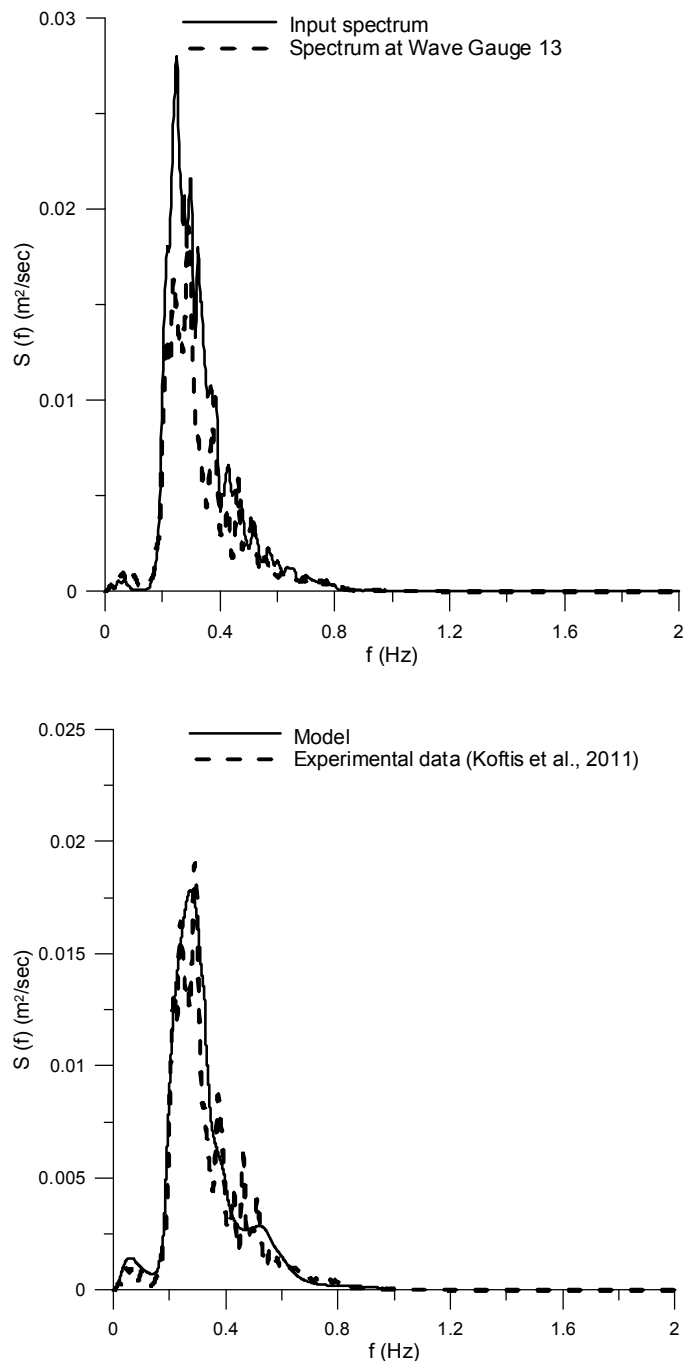 0.03
Input spectrum
Spectrum at Wave Gauge 13
0.02
S (f) (m²/sec)
0.01
0
0
0.4
0.8
1.2
1.6
2
f (Hz)
0.025
Model
Experimental data (Koftis et al., 2011)
0.02
0.015
S (f) (m²/sec)
0.01
0.005
0
0
0.4
0.8
1.2
1.6
2
f (Hz)